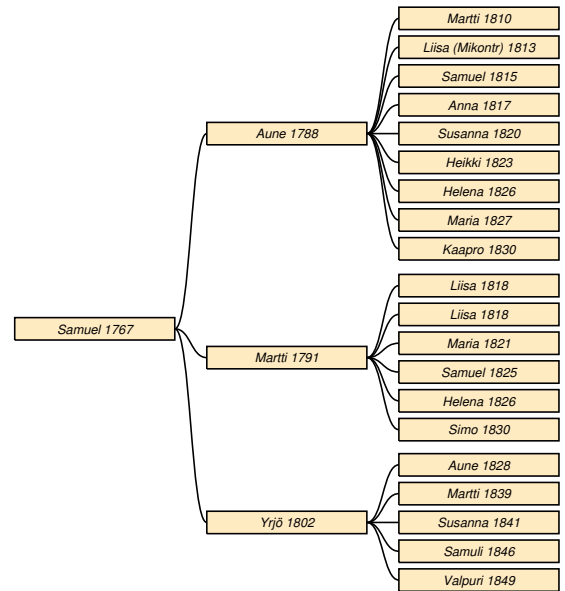 Samuel 1767
Aune 1788
Martti 1810
Liisa (Mikontr) 1813
Samuel 1815
Anna 1817
Susanna 1820
Heikki 1823
Helena 1826
Maria 1827
Kaapro 1830
Martti 1791
Liisa 1818
Liisa 1818
Maria 1821
Samuel 1825
Helena 1826
Simo 1830
Yrjö 1802
Aune 1828
Martti 1839
Susanna 1841
Samuli 1846
Valpuri 1849